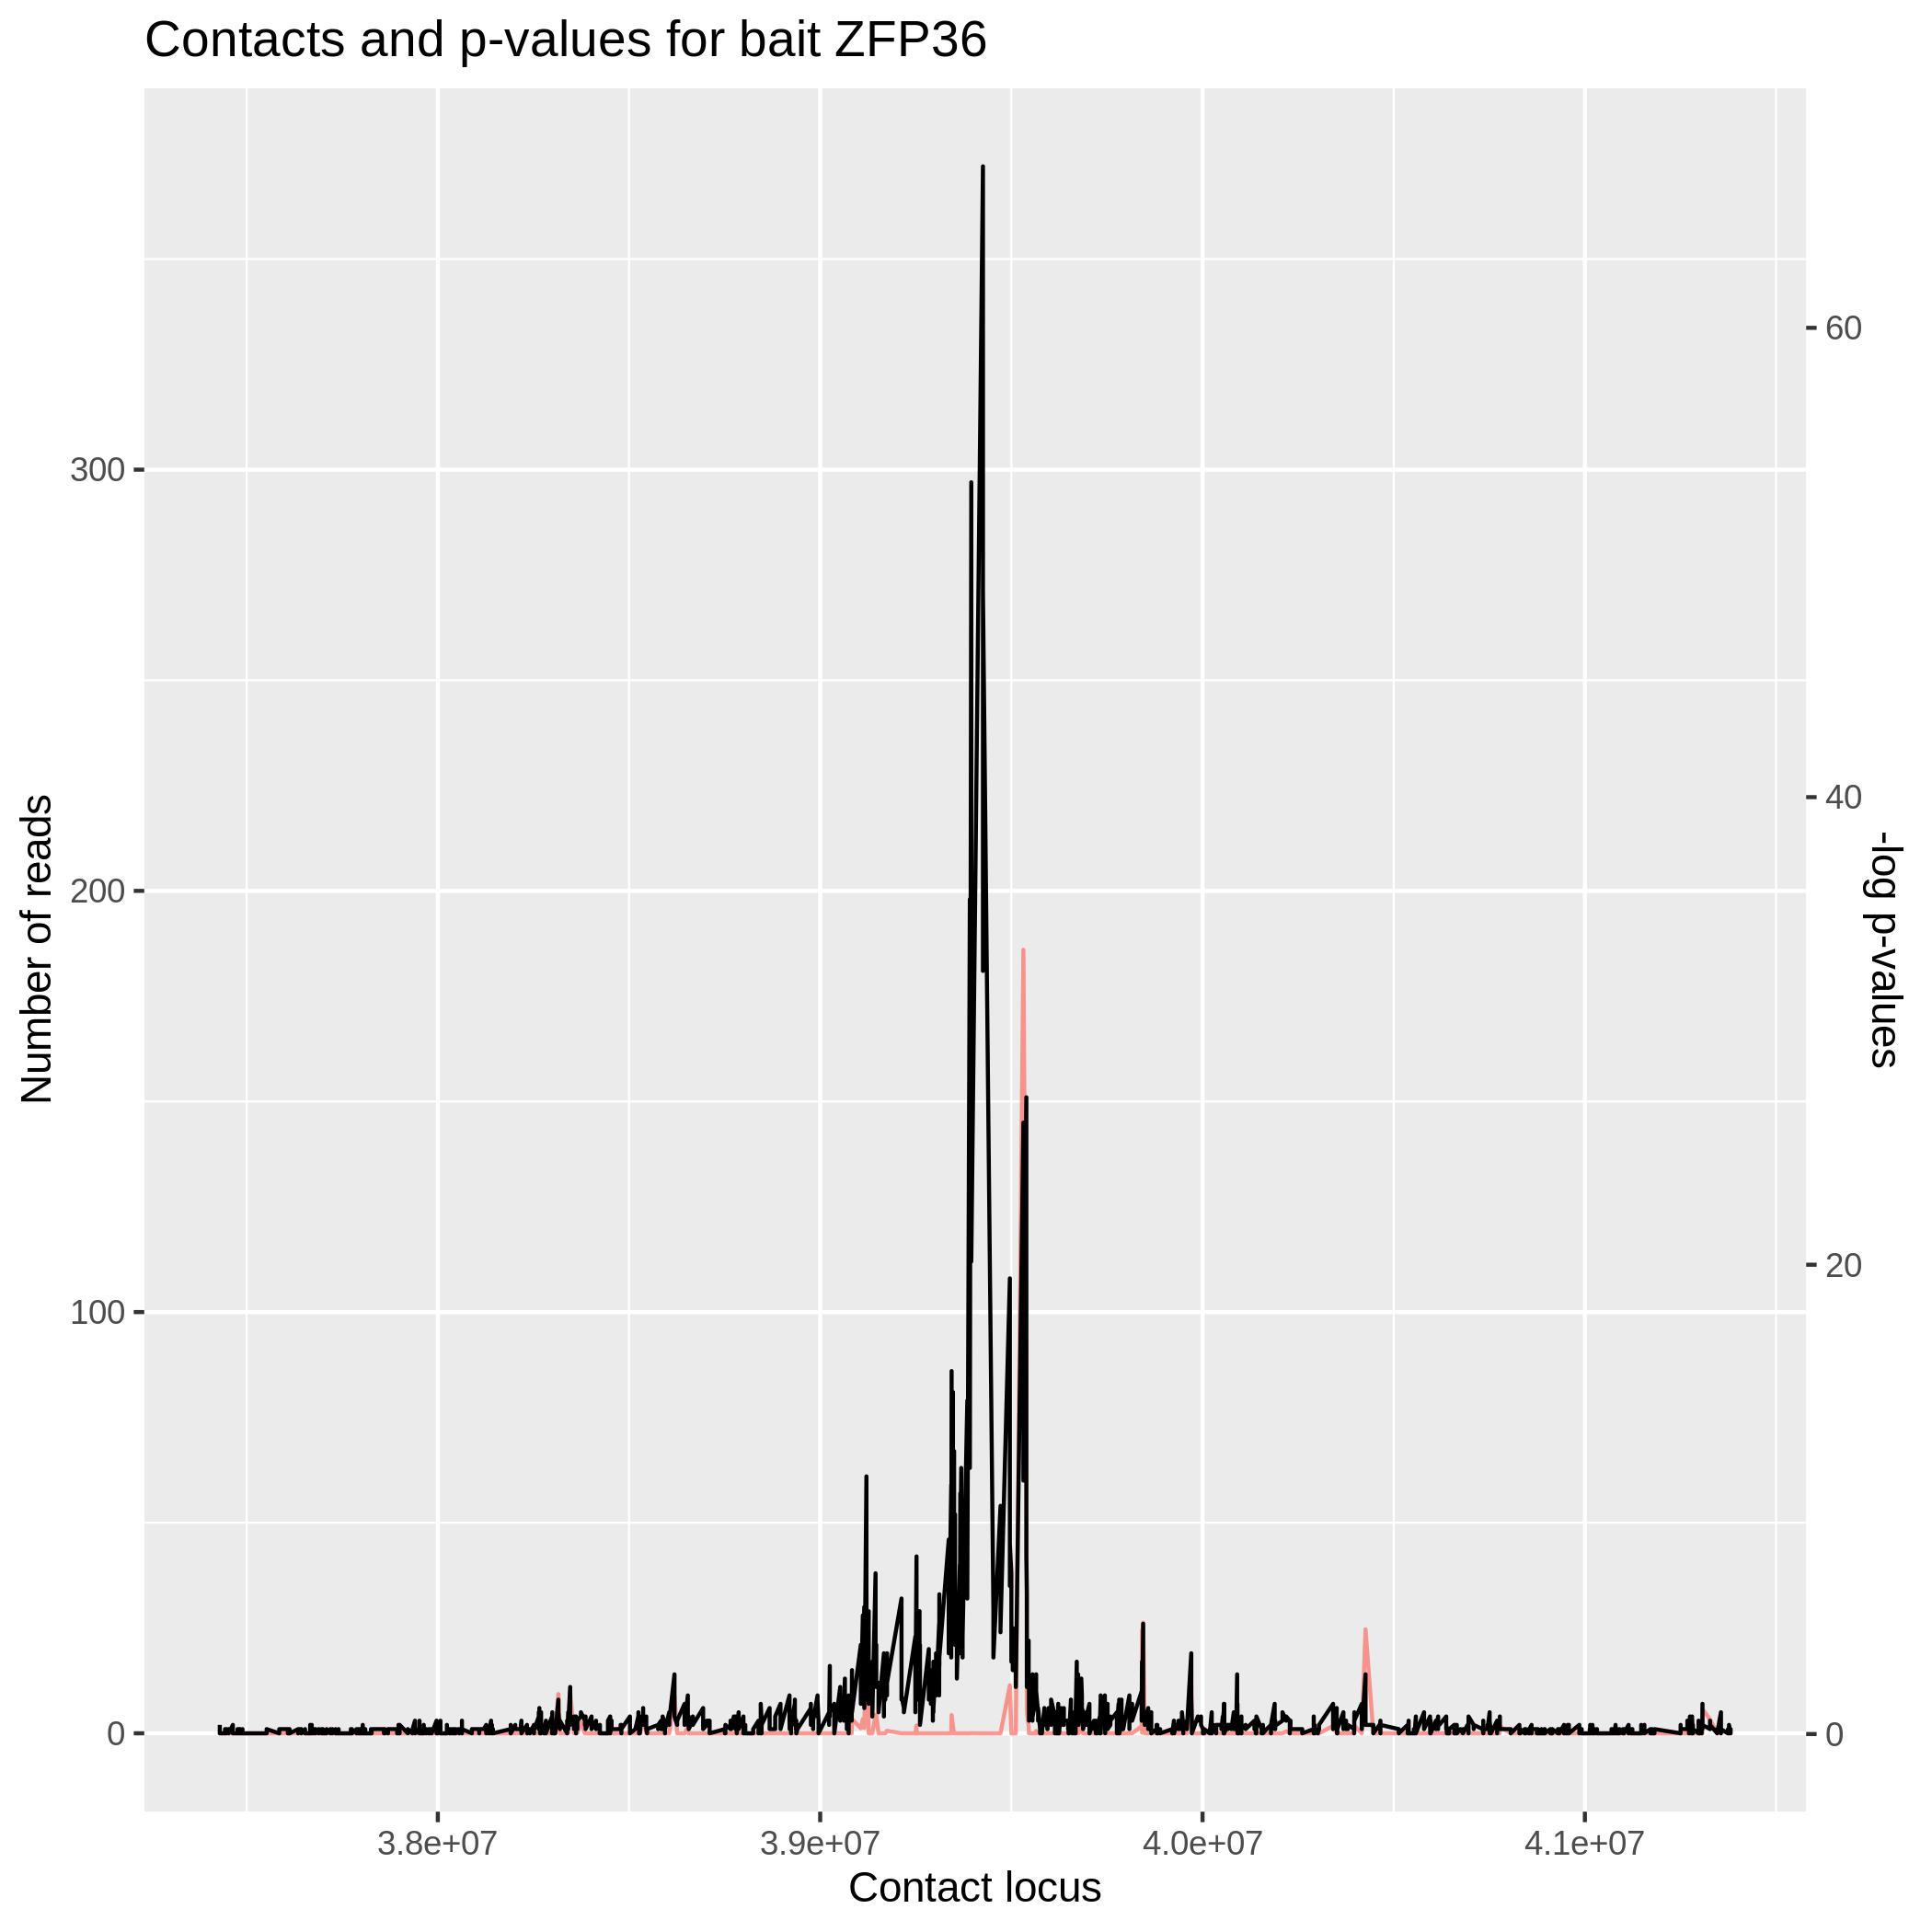 Contacts and p-values for bait ZFP36
Number of reads
300
200
100
0
60
40
20
0
-log p-values
3.8e+07
3.9e+07
4.0e+07
4.1e+07
Contact locus